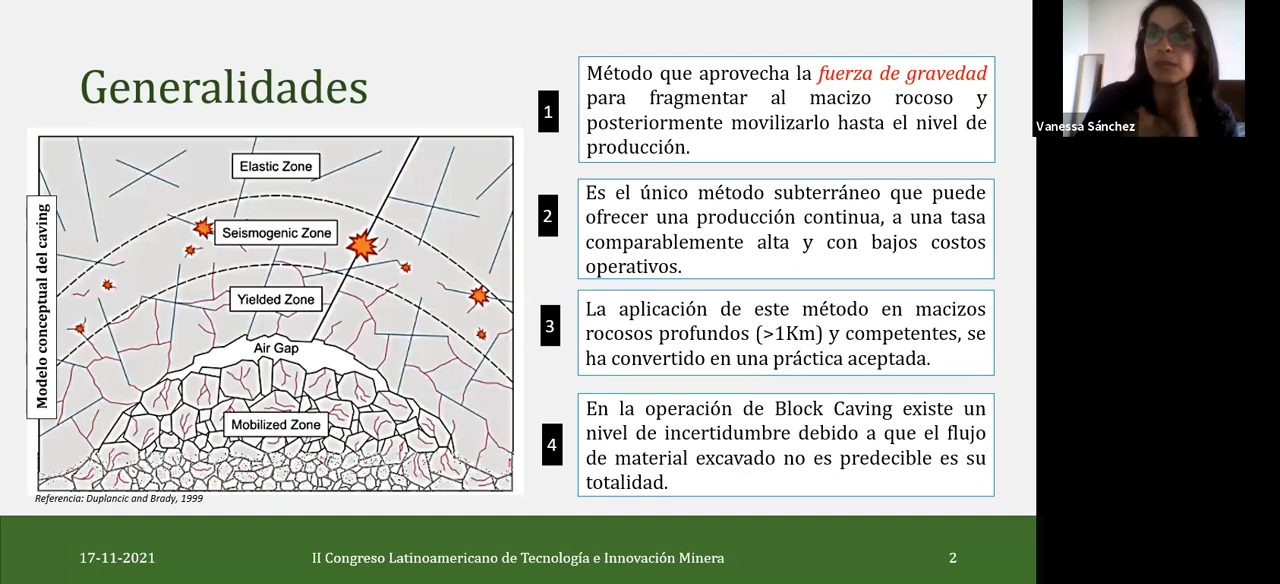 Generalidades
Modelo conceptual del caving
Elastic Zone
Seismogenic Zone
Yielded Zone
Air Gap
Mobilized Zone
Referencia: Duplancic and Brady, 1999
1
Método que aprovecha la fuerza de gravedad
para fragmentar al macizo rocoso y
posteriormente movilizarlo hasta el nivel de
producción.
2
Es el único método subterráneo que puede
ofrecer una producción continua, a una tasa
comparablemente alta y con bajos costos
operativos.
3
La aplicación de este método en macizos
rocosos profundos (>1Km) y competentes, se
ha convertido en una práctica aceptada.
4
En la operación de Block Caving existe un
nivel de incertidumbre debido a que el flujo
de material excavado no es predecible es su
totalidad.
17-11-2021
II Congreso Latinoamericano de Tecnología e Innovación Minera
2
Vanessa Sánchez